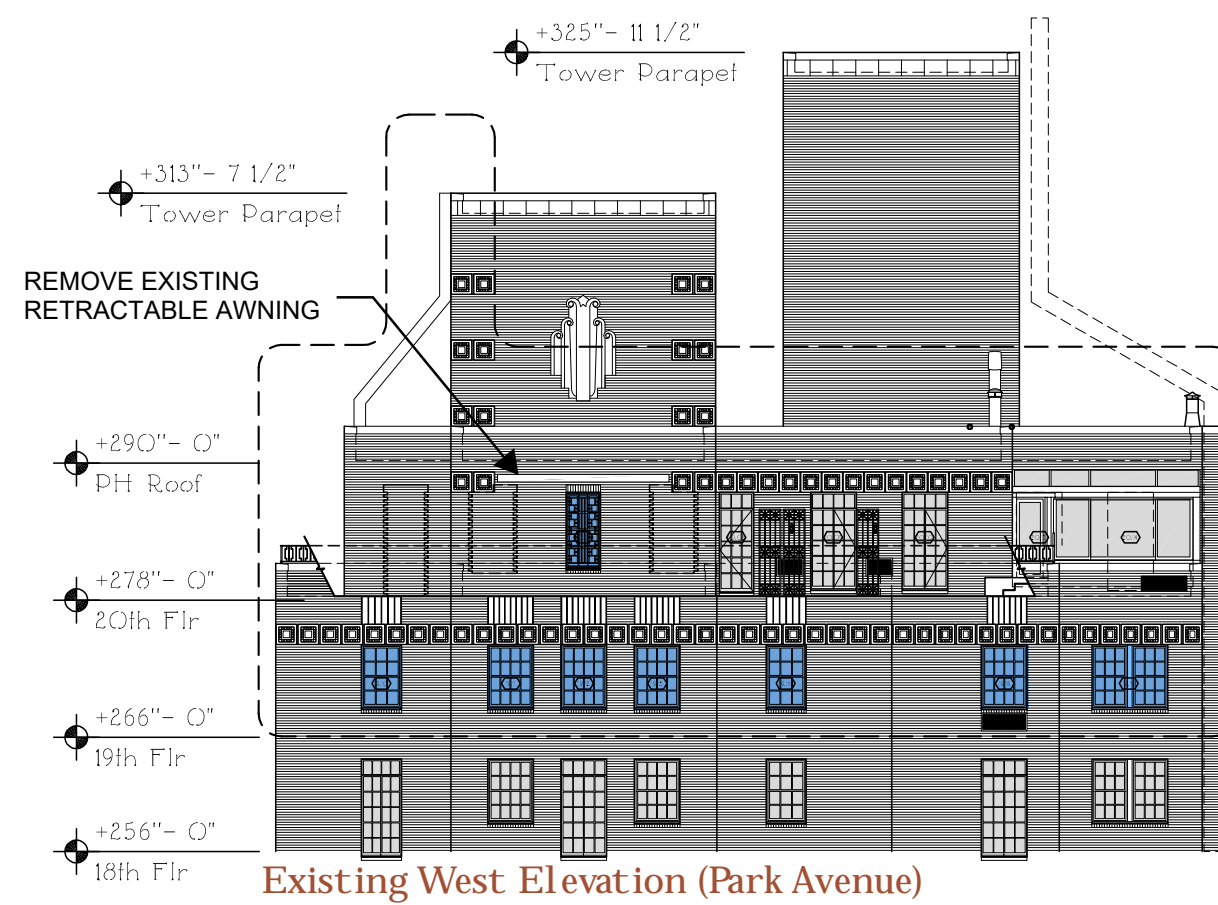 +325"- 11 1/2"
Tower Parapet
+313"- 7 1/2"
Tower Parapet
REMOVE EXISTING
RETRACTABLE AWNING
+290"- 0"
PH Roof
+278"- 0"
20th Flr
+266"- 0"
19th Flr
+256"- 0"
18th Flr
Existing West Elevation (Park Avenue)